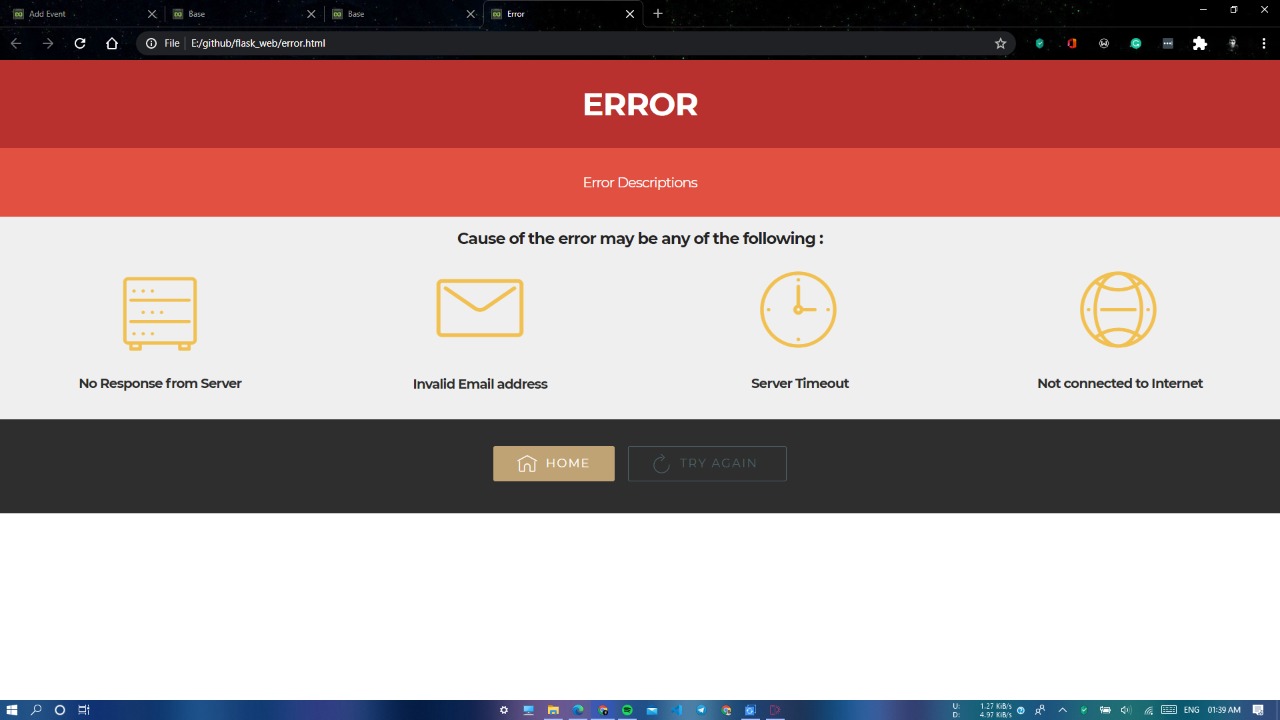 Add Event
Base
Base
Error
File
E:/github/flask_web/error.html
ERROR
Error Descriptions
Cause of the error may be any of the following :
No Response from Server
Invalid Email address
Server Timeout
Not connected to Internet
HOME
TRY AGAIN
U: 1.27 KiB/s
D: 4.97 KiB/s
ENG
01:39 AM